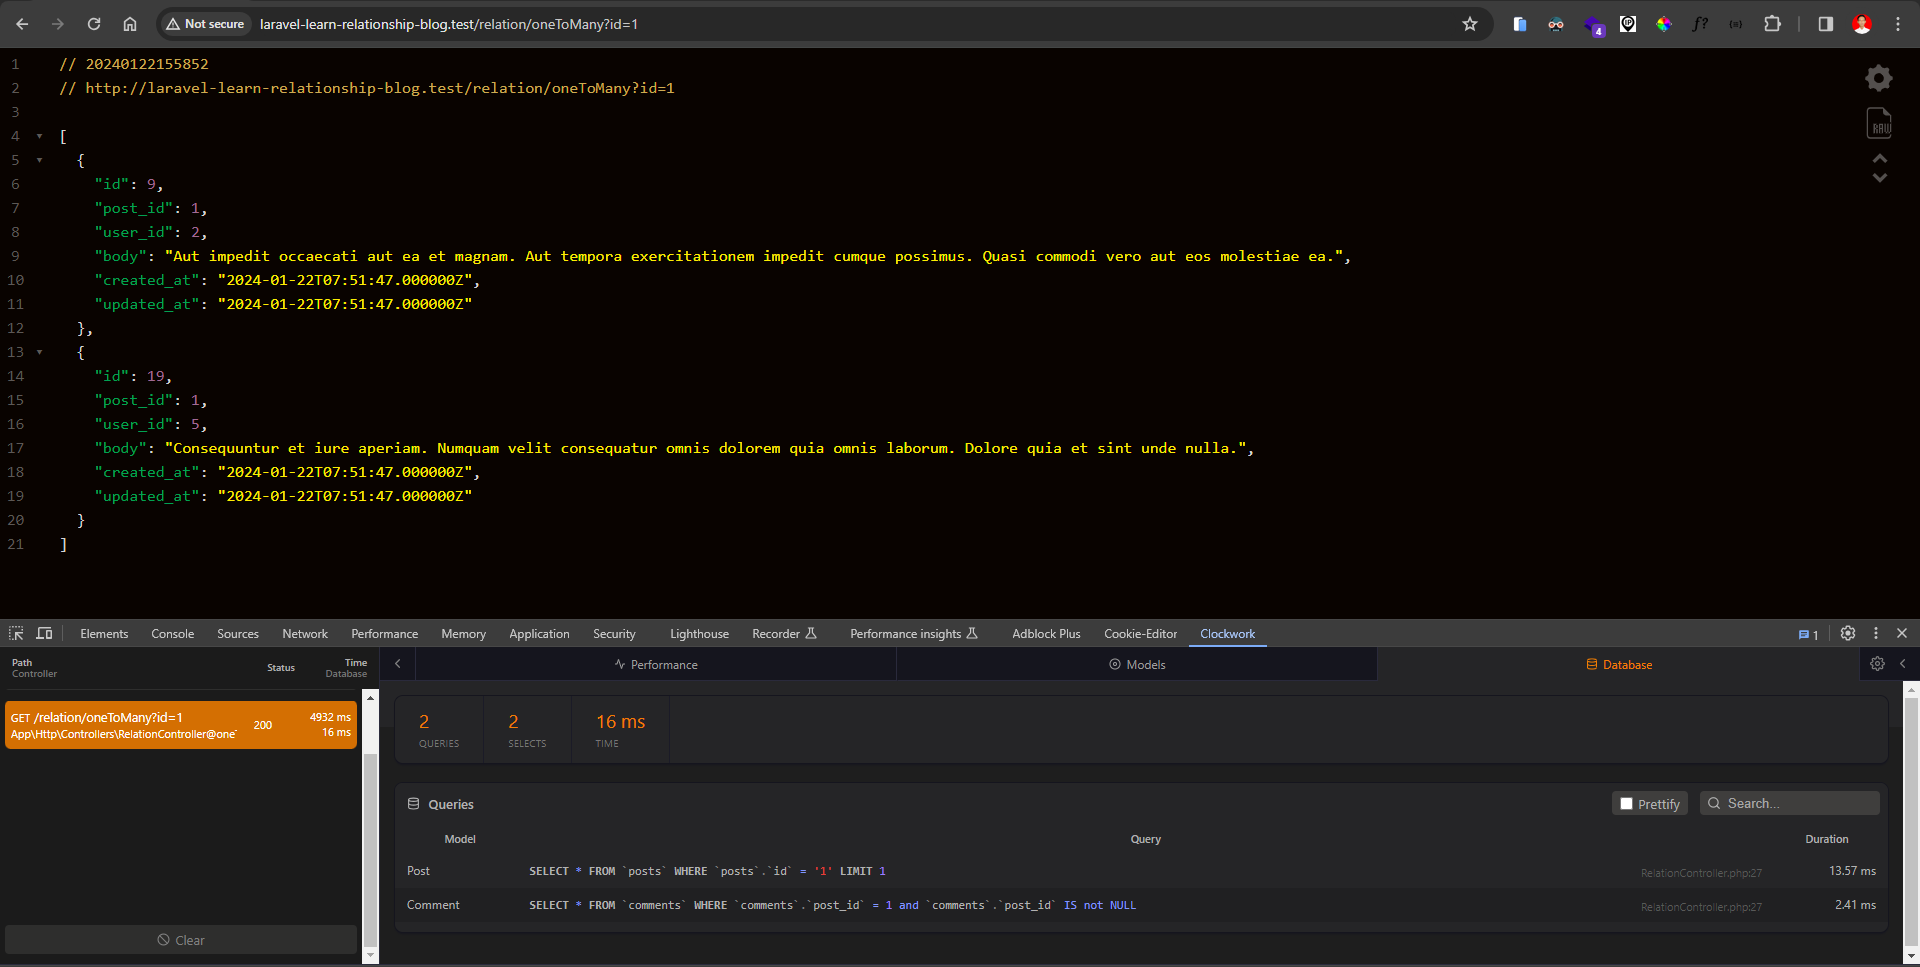 Not secure laravel-learn-relationship-blog.test/relation/oneToMany?id=1
4
1 // 20240122155852
2 // http://laravel-learn-relationship-blog.test/relation/oneToMany?id=1
3
4 [
5 {
6 "id": 9,
7 "post_id": 1,
8 "user_id": 2,
9 "body": "Aut impedit occaecati aut ea et magnam. Aut tempora exercitationem impedit cumque possimus. Quasi commodi vero aut eos molestiae ea.",
10 "created_at": "2024-01-22T07:51:47.000000Z",
11 "updated_at": "2024-01-22T07:51:47.000000Z"
12 },
13 {
14 "id": 19,
15 "post_id": 1,
16 "user_id": 5,
17 "body": "Consequuntur et iure aperiam. Numquam velit consequatur omnis dolorem quia omnis laborum. Dolore quia et sint unde nulla.",
18 "created_at": "2024-01-22T07:51:47.000000Z",
19 "updated_at": "2024-01-22T07:51:47.000000Z"
20 }
21 ]
RAW
Elements Console Sources Network Performance Memory Application Security Lighthouse Recorder Performance insights Adblock Plus Cookie-Editor Clockwork 1
Path Status Time
Controller Database
Performance Models Database
GET /relation/oneToMany?id=1 200 4932 ms
App\Http\Controllers\RelationController@one 16 ms
2 2 16 ms
QUERIES SELECTS TIME
Queries Prettify Search...
Model Query Duration
Post SELECT * FROM `posts` WHERE `posts`.`id` = '1' LIMIT 1 RelationController.php:27 13.57 ms
Comment SELECT * FROM `comments` WHERE `comments`.`post_id` = 1 and `comments`.`post_id` IS not NULL RelationController.php:27 2.41 ms
Clear